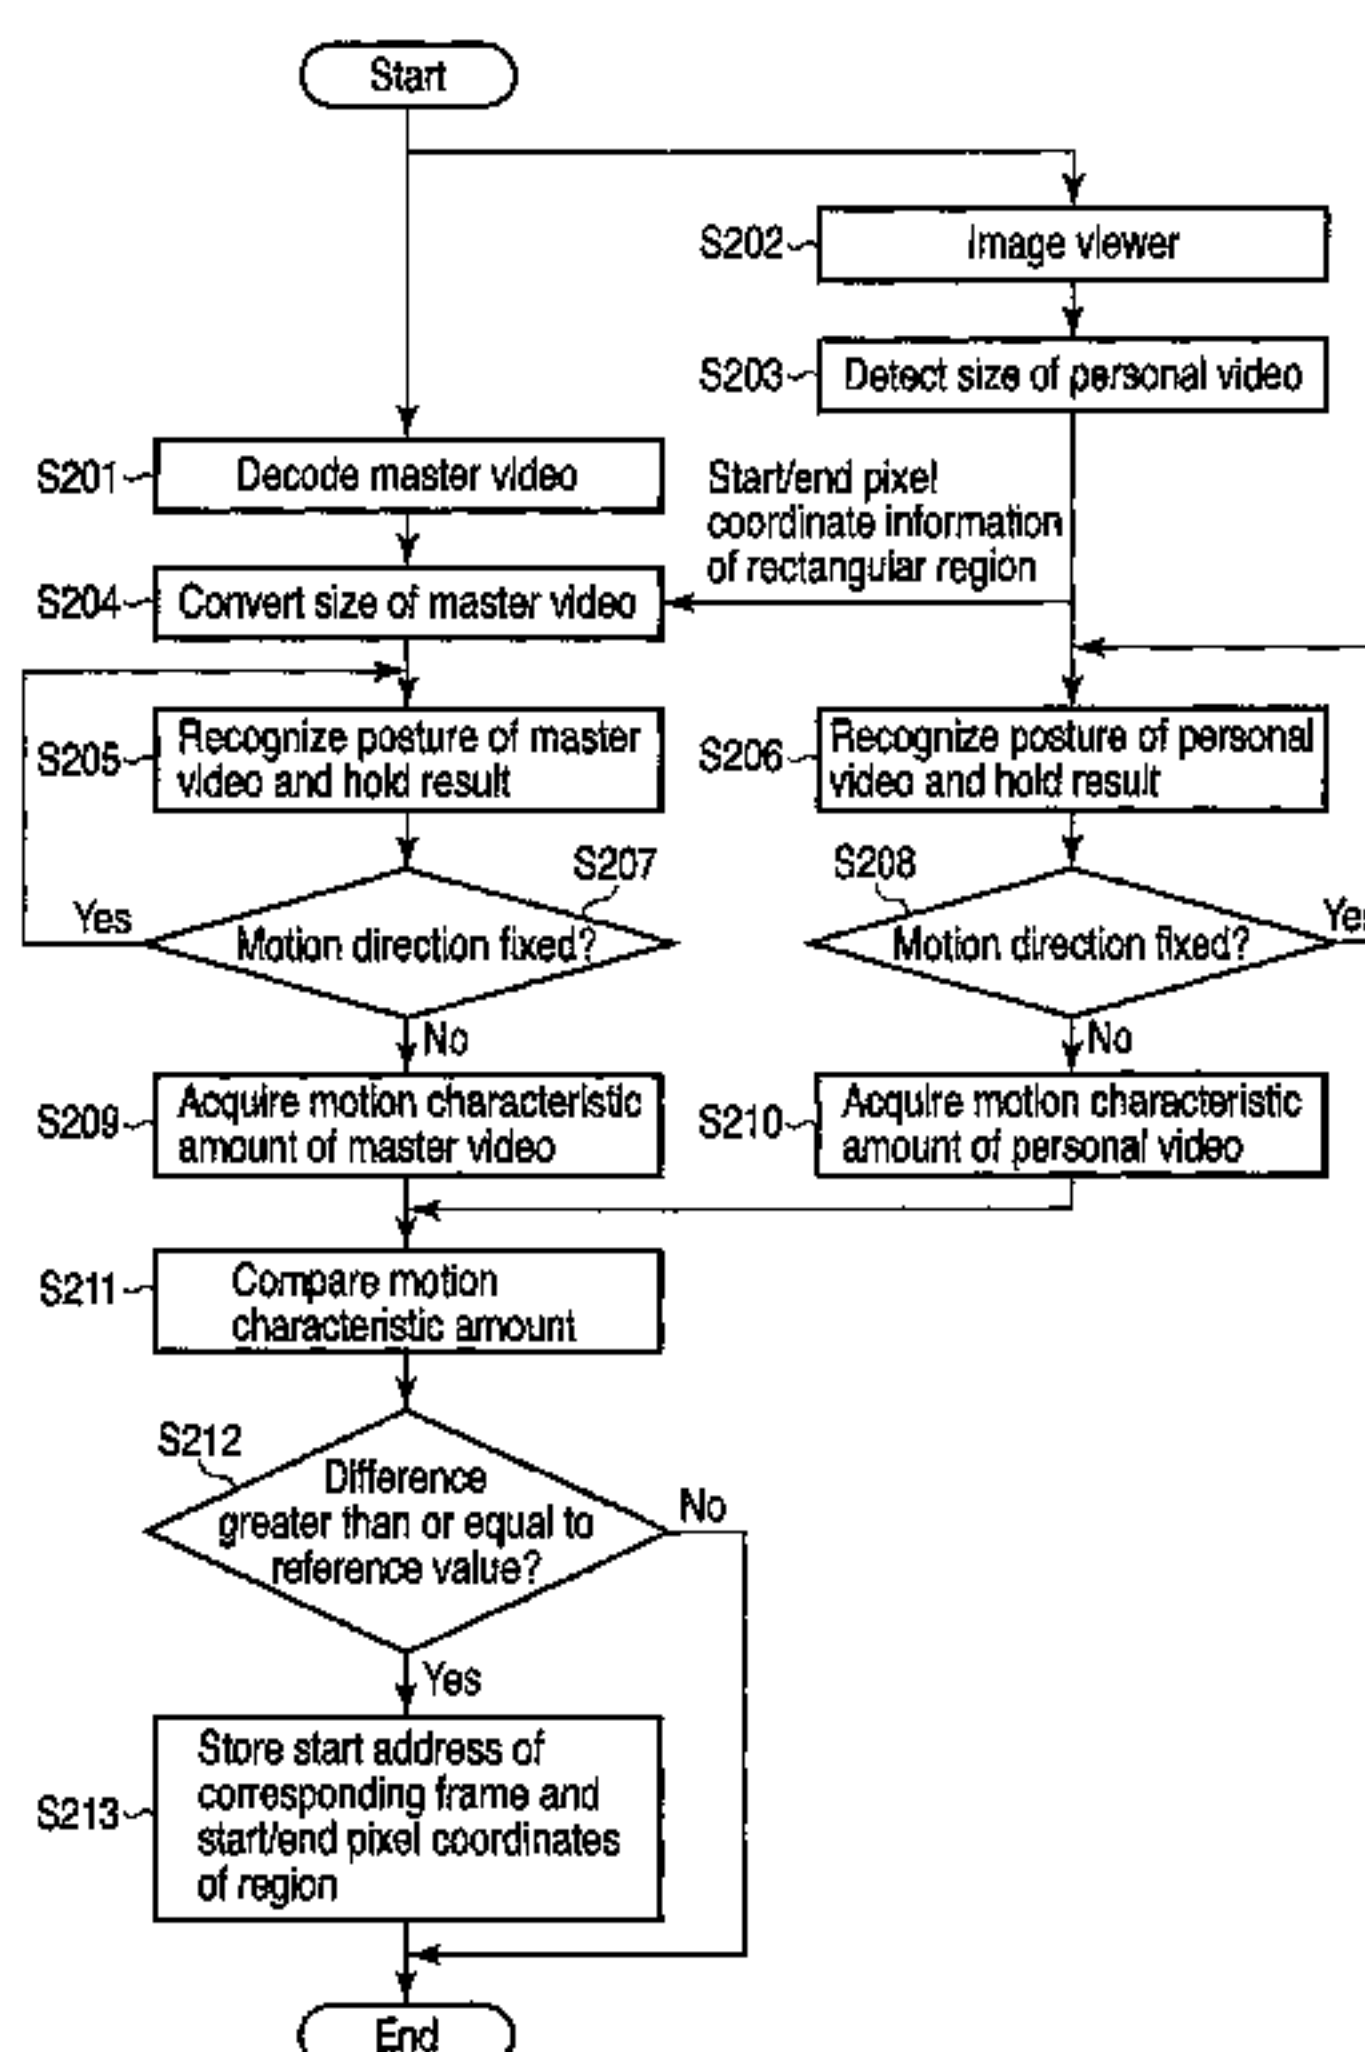 Start
S202
Image viewer
S203
Detect size of personal video
S201
Decode master video
Start/end pixel
coordinate information
of rectangular region
S204
Convert size of master video
S205
Recognize posture of master
video and hold result
S206
Recognize posture of personal
video and hold result
S207
Yes
Motion direction fixed?
No
S208
Motion direction fixed?
Yes
No
S209
Acquire motion characteristic
amount of master video
S210
Acquire motion characteristic
amount of personal video
S211
Compare motion
characteristic amount
S212
Difference
greater than or equal to
reference value?
No
Yes
S213
Store start address of
corresponding frame and
start/end pixel coordinates
of region
End